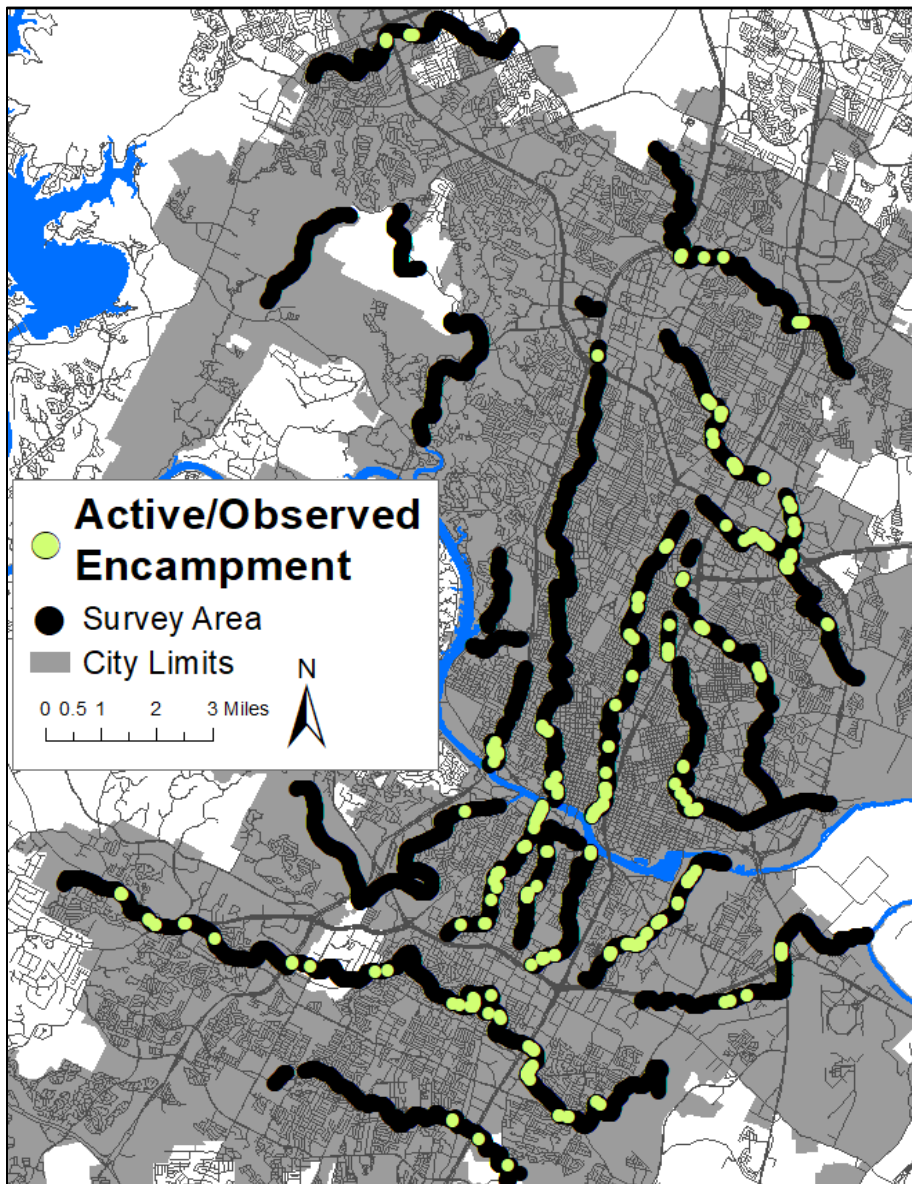 Active/Observed
Encampment
Survey Area
City Limits
N
0 0.5 1 2 3 Miles